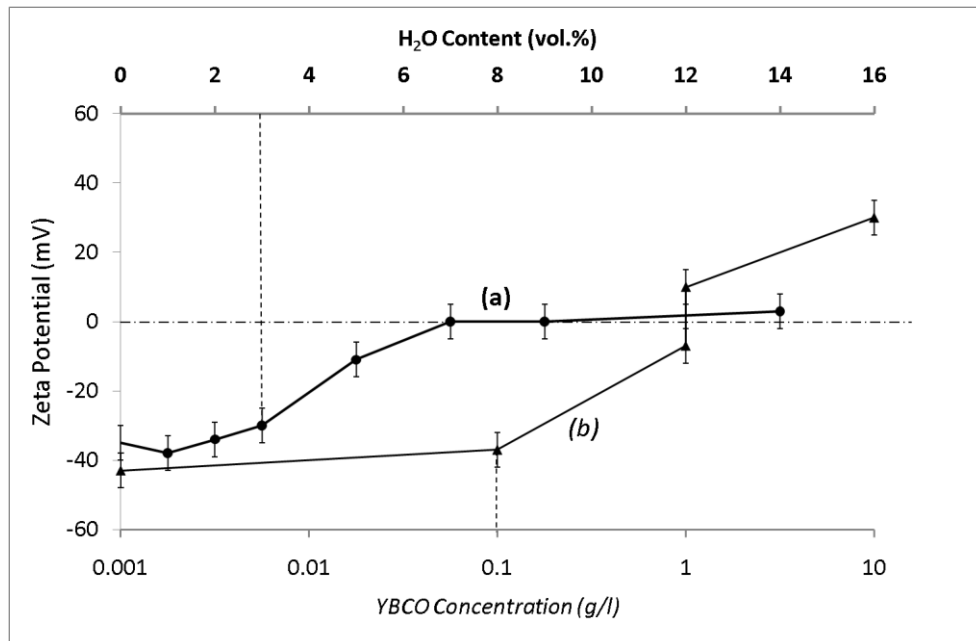 H₂O Content (vol.%)
0 2 4 6 8 10 12 14 16
60
40
20
0
-20
-40
-60
Zeta Potential (mV)
(a)
(b)
0.001 0.01 0.1 1 10
YBCO Concentration (g/l)